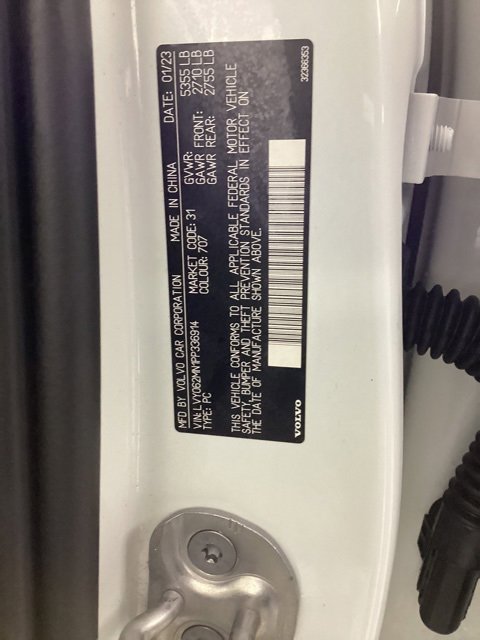 MFD BY VOLVO CAR CORPORATION MADE IN CHINA DATE: 01/23
VIN: LVY062MN1PP336914
TYPE: PC
MARKET CODE: 31
COLOUR: 707
GVWR: 5355 LB
GAWR FRONT: 2710 LB
GAWR REAR: 2755 LB
THIS VEHICLE CONFORMS TO ALL APPLICABLE FEDERAL MOTOR VEHICLE
SAFETY, BUMPER AND THEFT PREVENTION STANDARDS IN EFFECT ON
THE DATE OF MANUFACTURE SHOWN ABOVE.
VOLVO
32366353